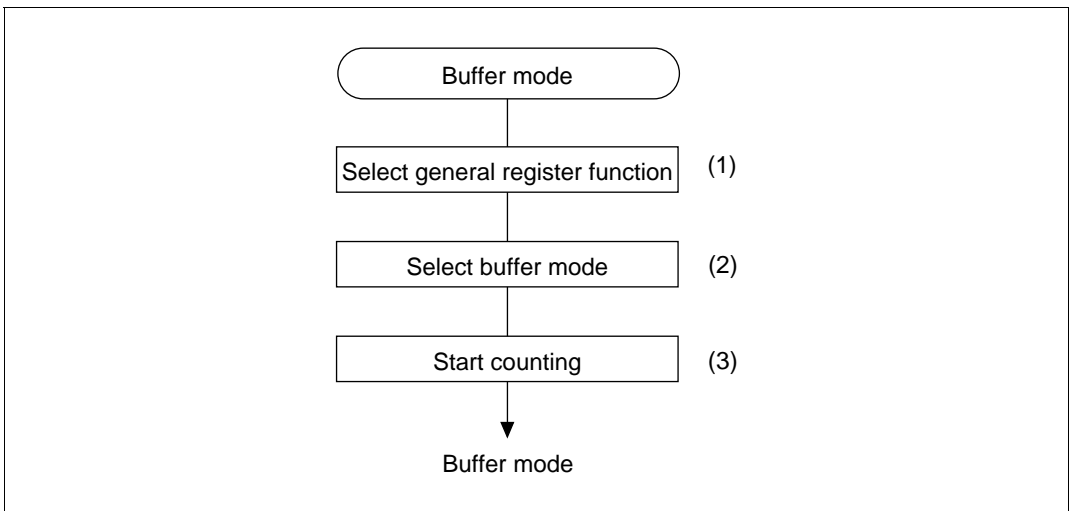 Buffer mode
Select general register function (1)
Select buffer mode (2)
Start counting (3)
Buffer mode